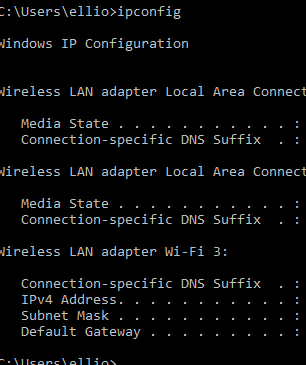 C:\Users\ellio>ipconfig
Windows IP Configuration
Wireless LAN adapter Local Area Connect
Media State . . . . . . . . . . . :
Connection-specific DNS Suffix  . :
Wireless LAN adapter Local Area Connect
Media State . . . . . . . . . . . :
Connection-specific DNS Suffix  . :
Wireless LAN adapter Wi-Fi 3:
Connection-specific DNS Suffix  . :
IPv4 Address. . . . . . . . . . . :
Subnet Mask . . . . . . . . . . . :
Default Gateway . . . . . . . . . :
C:\Users\ellio>